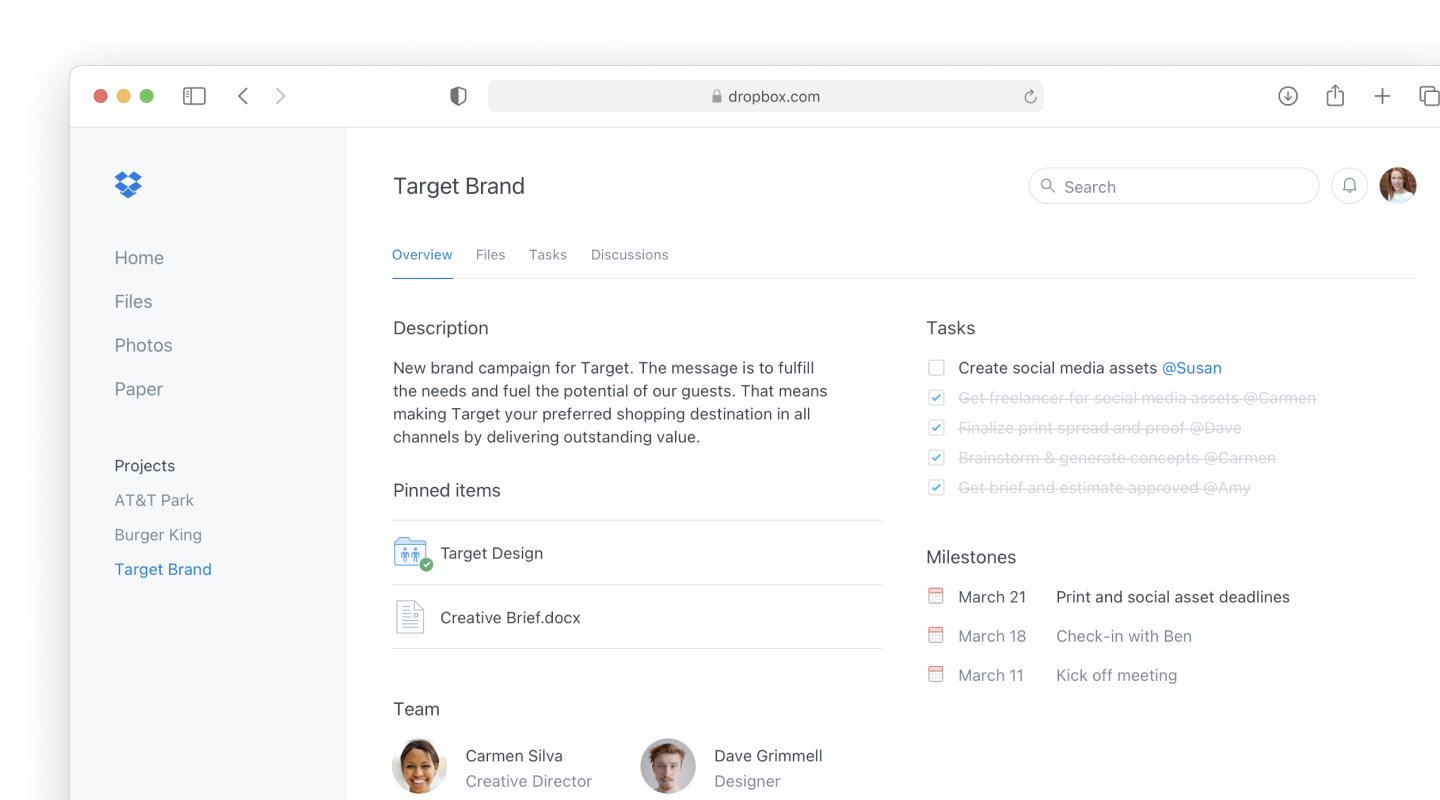 dropbox.com
Target Brand
Search
Home
Files
Photos
Paper
Projects
AT&T Park
Burger King
Target Brand
Overview
Files
Tasks
Discussions
Description
New brand campaign for Target. The message is to fulfill
the needs and fuel the potential of our guests. That means
making Target your preferred shopping destination in all
channels by delivering outstanding value.
Pinned items
Target Design
Creative Brief.docx
Team
Carmen Silva
Creative Director
Dave Grimmell
Designer
Tasks
Create social media assets @Susan
Get freelancer for social media assets @Carmen
Finalize print spread and proof @Dave
Brainstorm & generate concepts @Carmen
Get brief and estimate approved @Amy
Milestones
March 21 Print and social asset deadlines
March 18 Check-in with Ben
March 11 Kick off meeting